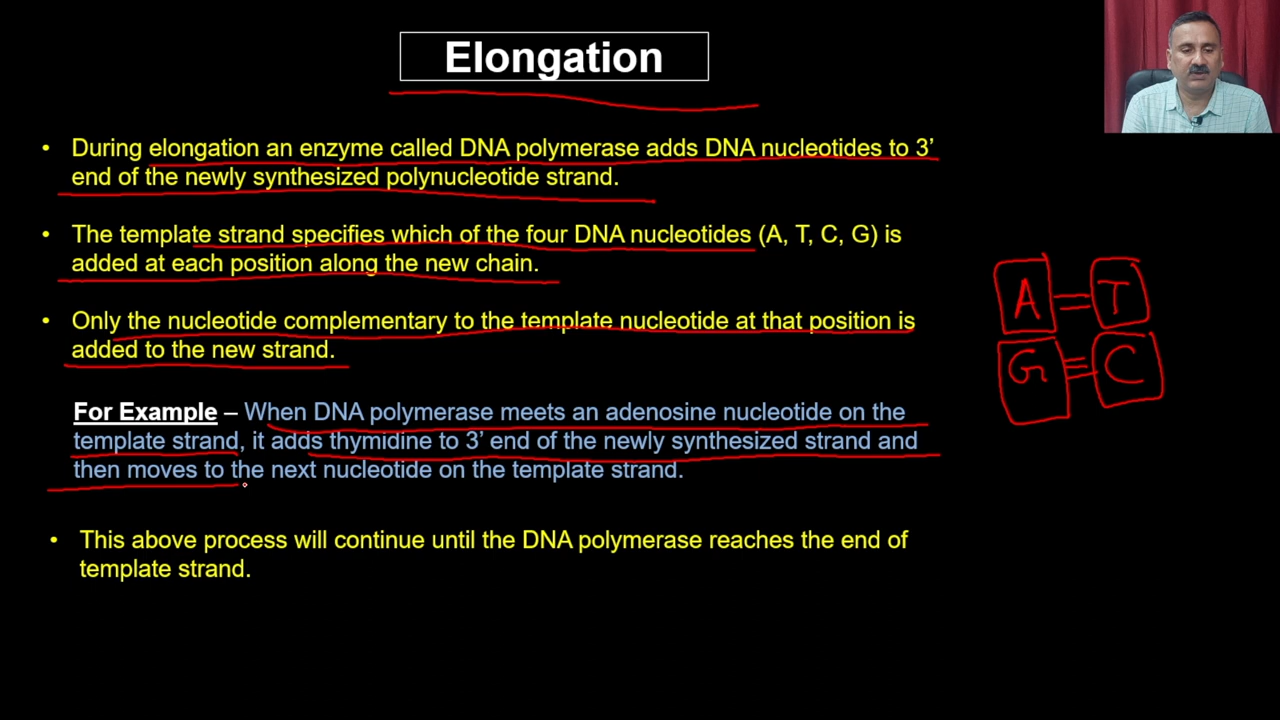 Elongation
• During elongation an enzyme called DNA polymerase adds DNA nucleotides to 3’
end of the newly synthesized polynucleotide strand.
• The template strand specifies which of the four DNA nucleotides (A, T, C, G) is
added at each position along the new chain.
• Only the nucleotide complementary to the template nucleotide at that position is
added to the new strand.
For Example – When DNA polymerase meets an adenosine nucleotide on the
template strand, it adds thymidine to 3’ end of the newly synthesized strand and
then moves to the next nucleotide on the template strand.
• This above process will continue until the DNA polymerase reaches the end of
template strand.
A = T
G ≡ C